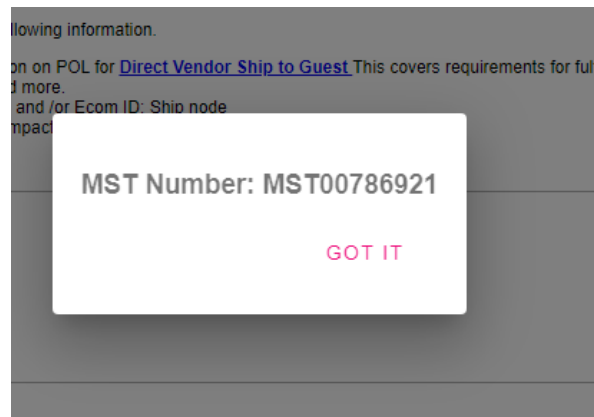 llowing information.
on on POL for Direct Vendor Ship to Guest This covers requirements for ful
d more.
and /or Ecom ID: Ship node
mpact
MST Number: MST00786921
GOT IT